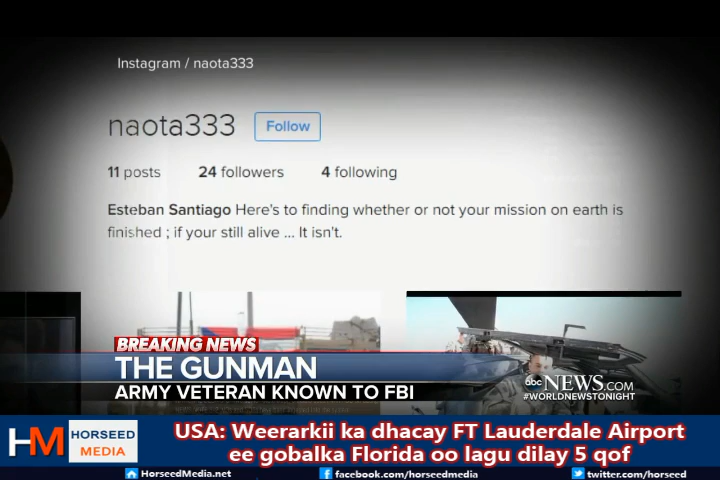 Instagram / naota333
naota333 Follow
11 posts 24 followers 4 following
Esteban Santiago Here's to finding whether or not your mission on earth is
finished ; if your still alive ... It isn't.
BREAKING NEWS
THE GUNMAN
ARMY VETERAN KNOWN TO FBI
abc NEWS.COM
#WORLDNEWSTONIGHT
HM HORSEED
MEDIA
USA: Weerarkii ka dhacay FT Lauderdale Airport
ee gobalka Florida oo lagu dilay 5 qof
HorseedMedia.net facebook.com/horseedmedia twitter.com/horseed